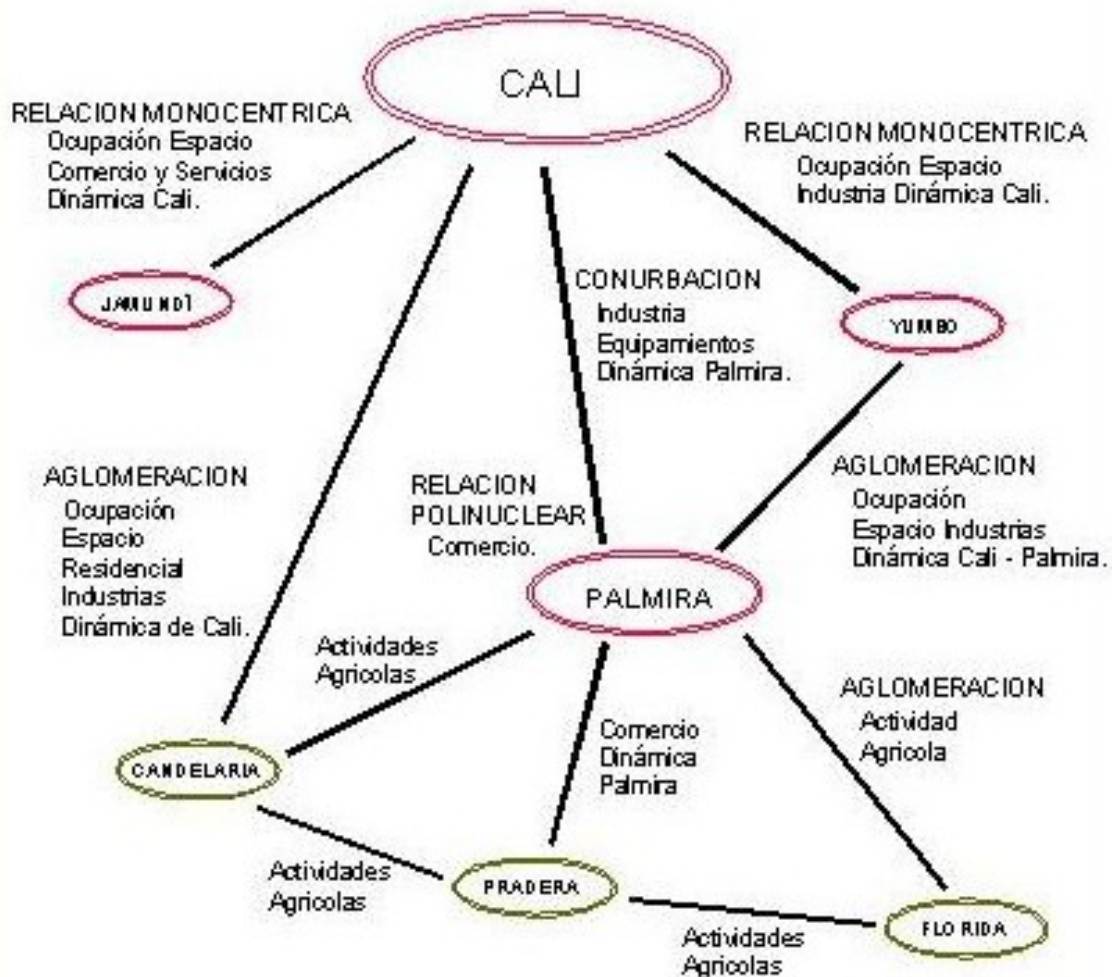 CALI
RELACION MONOCENTRICA
Ocupación Espacio
Comercio y Servicios
Dinámica Cali.
RELACION MONOCENTRICA
Ocupación Espacio
Industria Dinámica Cali.
JAMUNDÍ
CONURBACION
Industria
Equipamientos
Dinámica Palmira.
YUMBO
AGLOMERACION
Ocupación
Espacio
Residencial
Industrias
Dinámica de Cali.
RELACION
POLINUCLEAR
Comercio.
AGLOMERACION
Ocupación
Espacio Industrias
Dinámica Cali - Palmira.
PALMIRA
Actividades
Agricolas
AGLOMERACION
Actividad
Agricola
Comercio
Dinámica
Palmira
CANDELARIA
Actividades
Agricolas
PRADERA
FLORIDA
Actividades
Agricolas